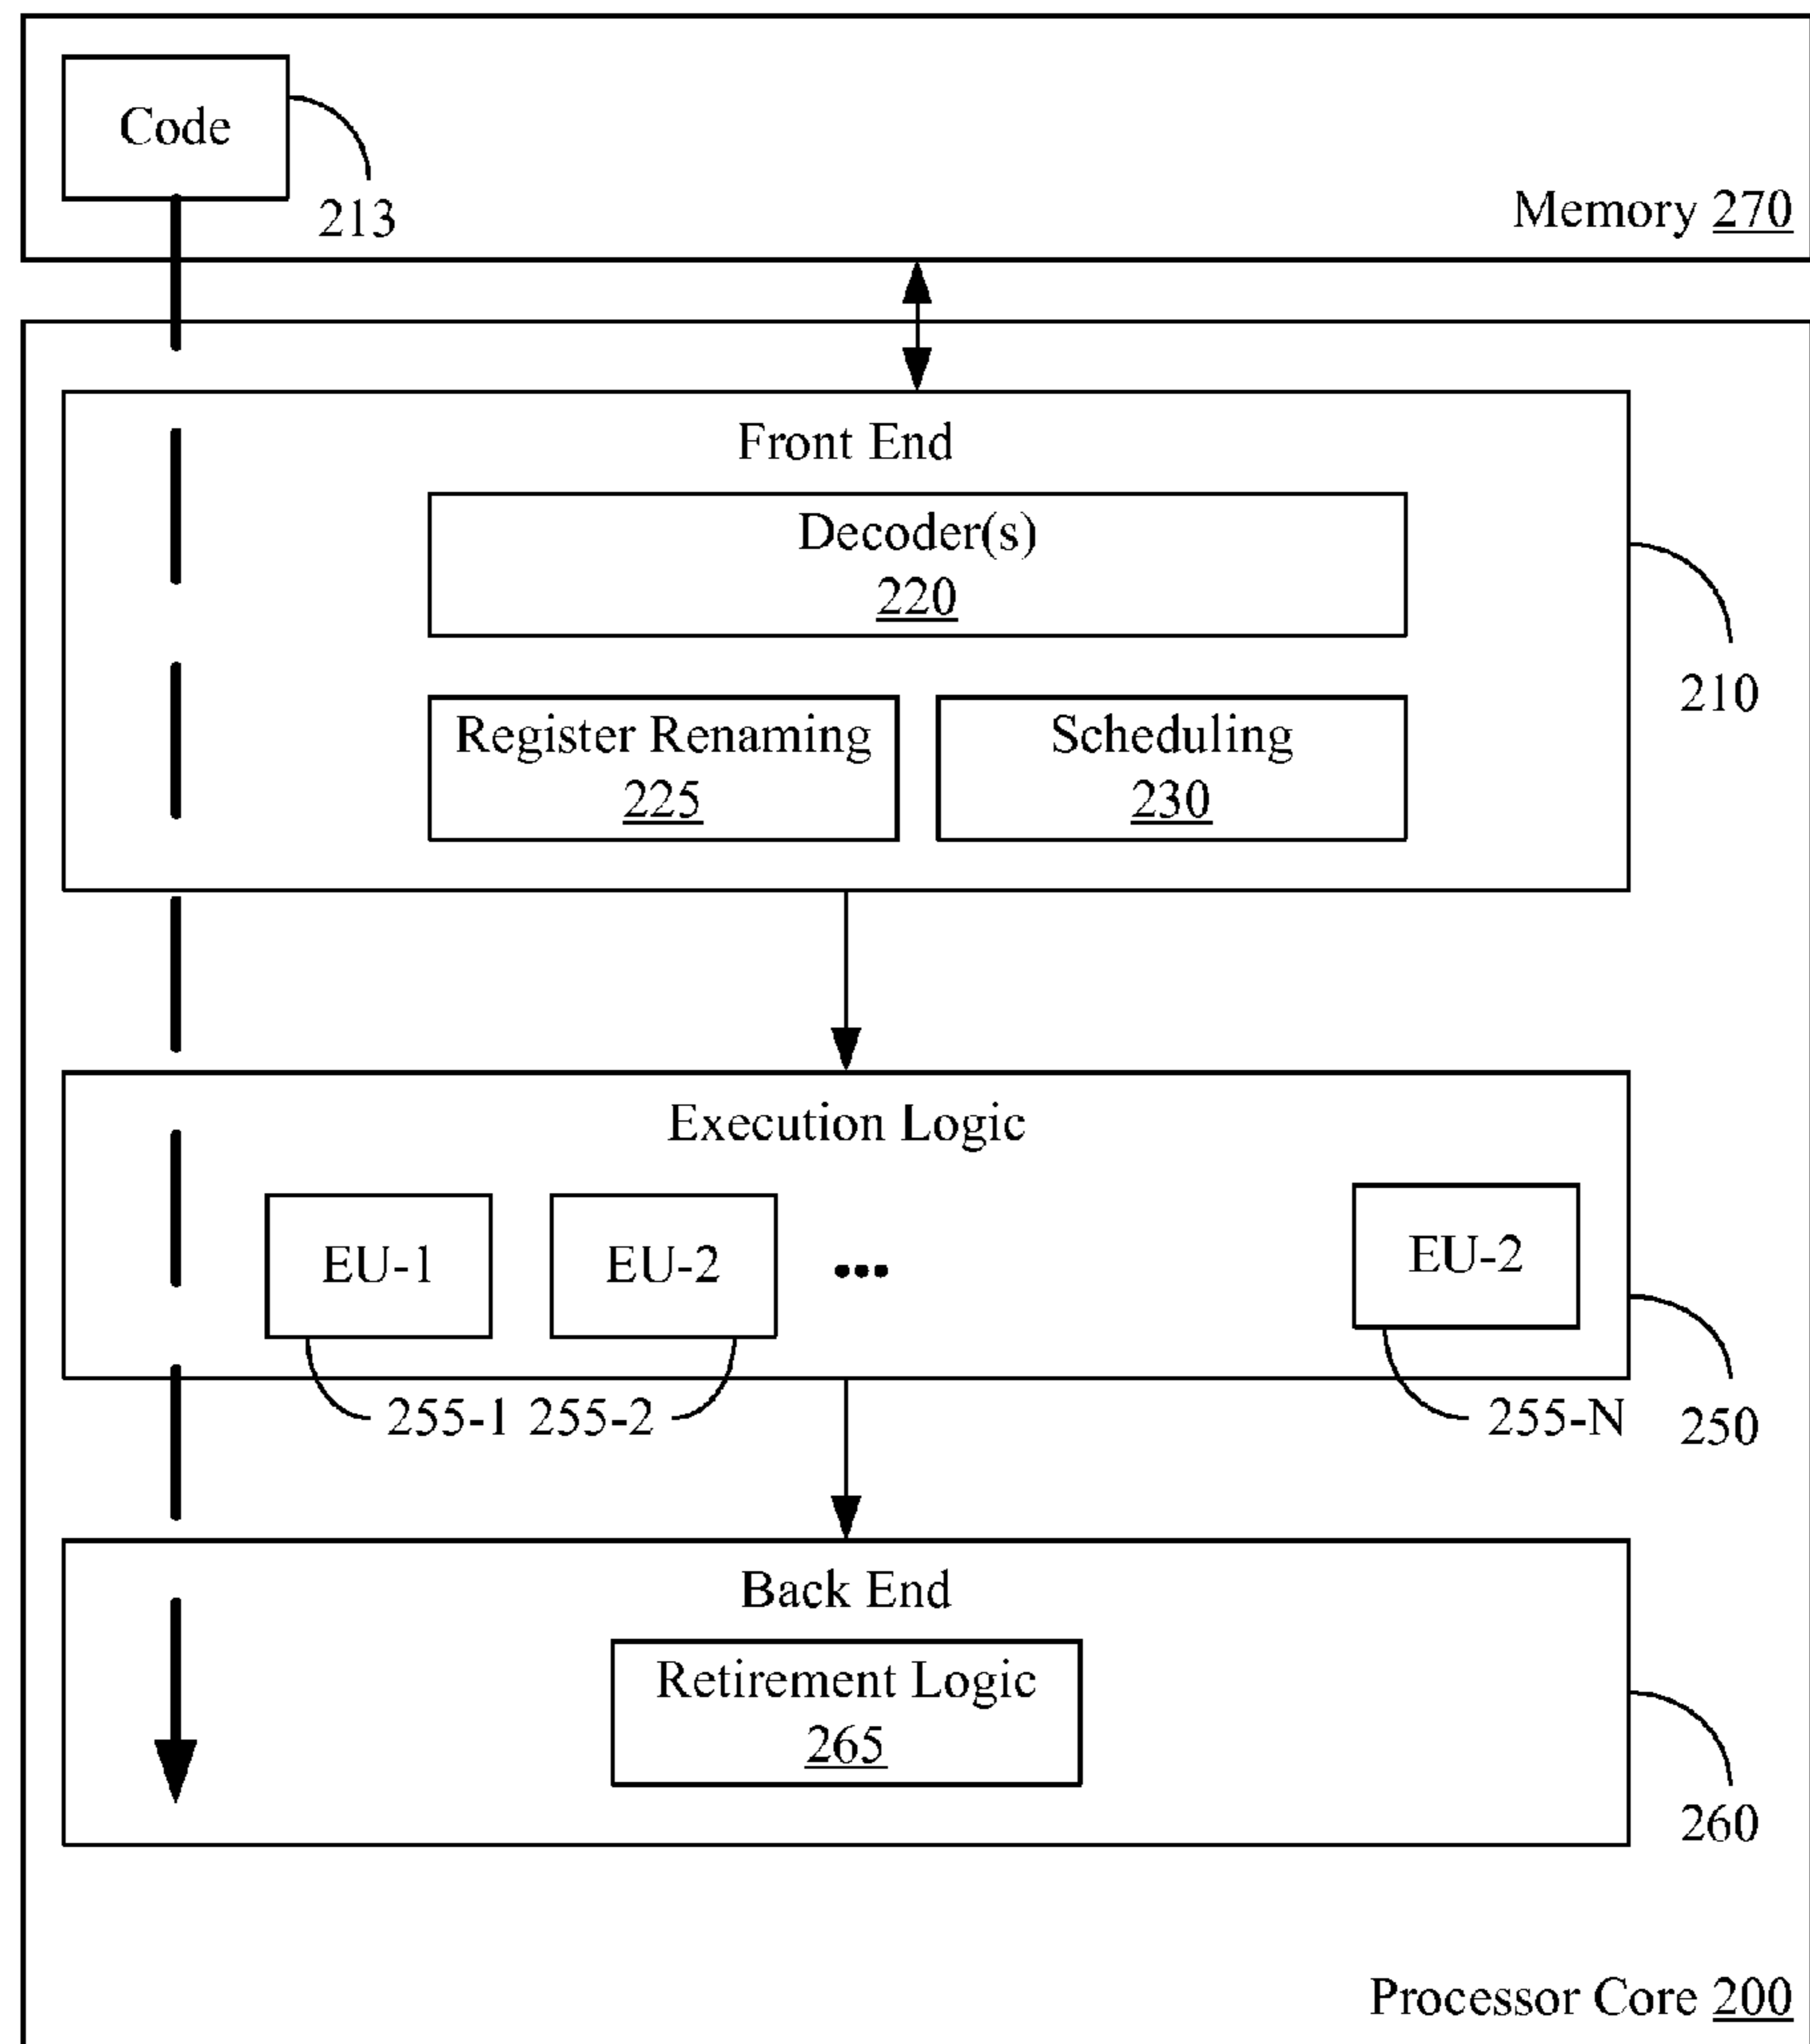 Code
213
Memory 270
Front End
Decoder(s)
220
210
Register Renaming
225
Scheduling
230
Execution Logic
EU-1
EU-2
•••
EU-2
255-1 255-2
255-N
250
Back End
Retirement Logic
265
260
Processor Core 200